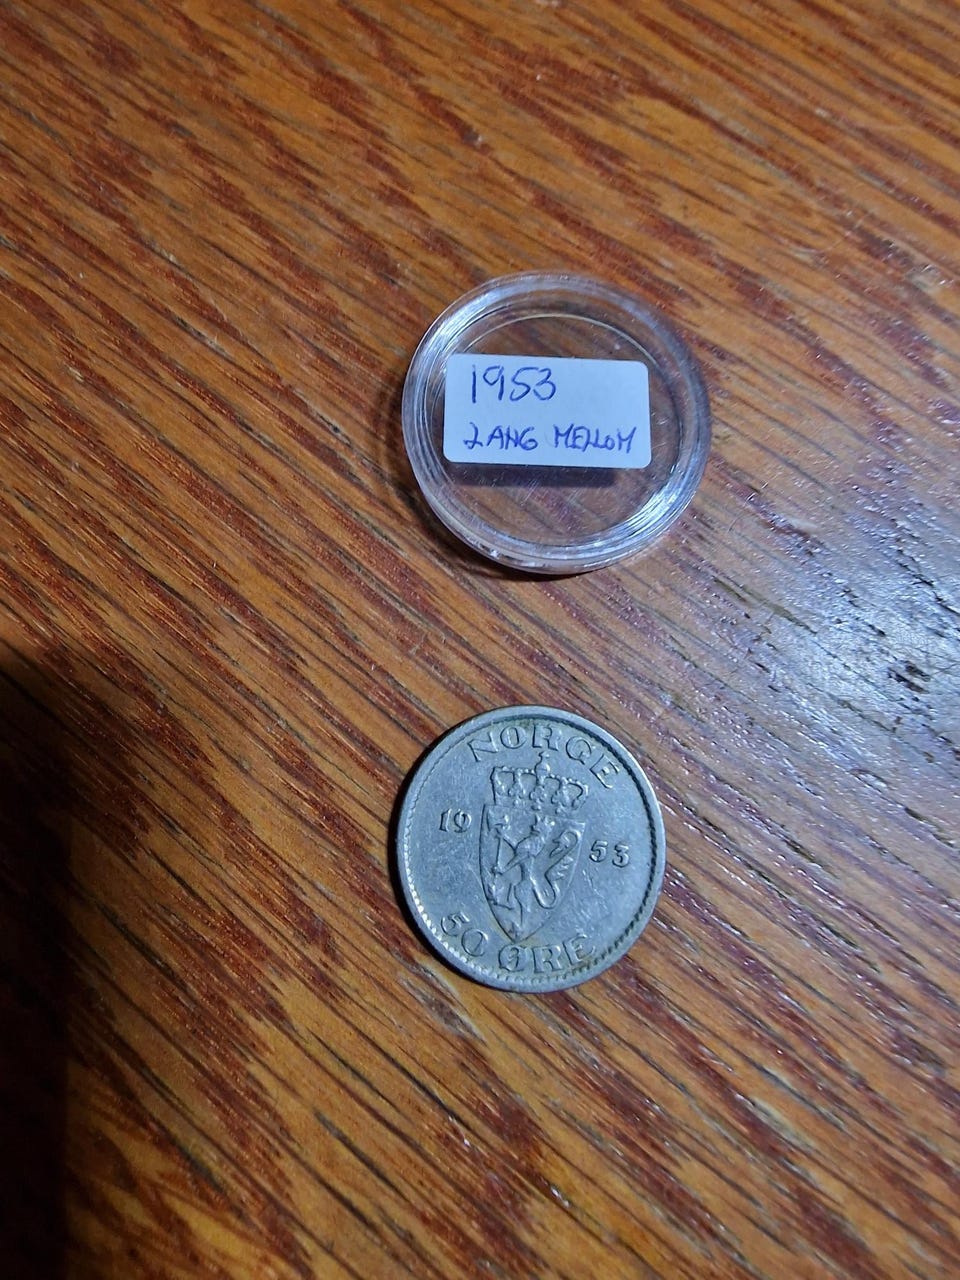 1953
LANG MELLOM
NORGE
19 53
50 ØRE